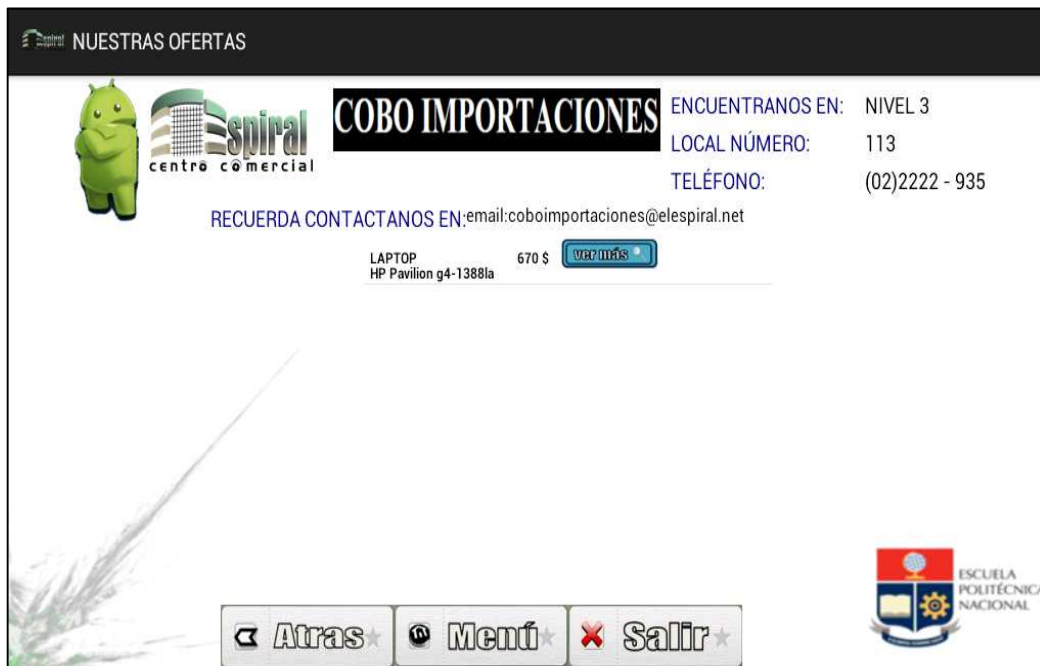 Espiral NUESTRAS OFERTAS
Espiral
centro comercial
COBO IMPORTACIONES
ENCUENTRANOS EN: NIVEL 3
LOCAL NÚMERO: 113
TELÉFONO: (02)2222 - 935
RECUERDA CONTACTANOS EN: email:coboimportaciones@elespiral.net
LAPTOP 670 $ ver más
HP Pavilion g4-1388la
ESCUELA
POLITÉCNICA
NACIONAL
Atras Menú Salir